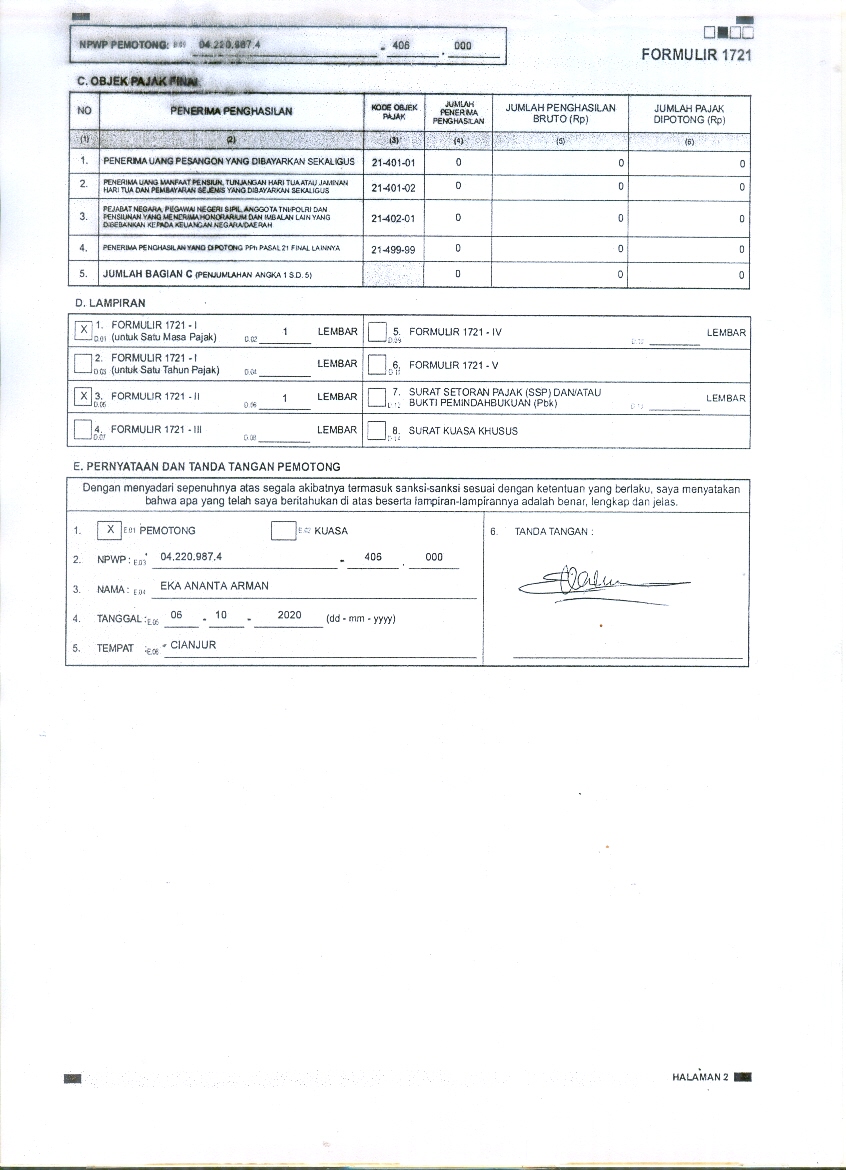 NPWP PEMOTONG: B.01 04.220.987.4 - 406 . 000
FORMULIR 1721
C. OBJEK PAJAK FINAL
NO PENERIMA PENGHASILAN KODE OBJEK PAJAK JUMLAH PENERIMA PENGHASILAN JUMLAH PENGHASILAN BRUTO (Rp) JUMLAH PAJAK DIPOTONG (Rp)
(1) (2) (3) (4) (5) (6)
1. PENERIMA UANG PESANGON YANG DIBAYARKAN SEKALIGUS 21-401-01 0 0 0
2. PENERIMA UANG MANFAAT PENSIUN, TUNJANGAN HARI TUA ATAU JAMINAN
HARI TUA DAN PEMBAYARAN SEJENIS YANG DIBAYARKAN SEKALIGUS 21-401-02 0 0 0
3. PEJABAT NEGARA, PEGAWAI NEGERI SIPIL, ANGGOTA TNI/POLRI DAN
PENSIUNAN YANG MENERIMA HONORARIUM DAN IMBALAN LAIN YANG
DIBEBANKAN KEPADA KEUANGAN NEGARA/DAERAH 21-402-01 0 0 0
4. PENERIMA PENGHASILAN YANG DIPOTONG PPh PASAL 21 FINAL LAINNYA 21-499-99 0 0 0
5. JUMLAH BAGIAN C (PENJUMLAHAN ANGKA 1 S.D. 5) 0 0 0
D. LAMPIRAN
X D.01 1. FORMULIR 1721 - I
(untuk Satu Masa Pajak) D.02 1 LEMBAR
D.03 2. FORMULIR 1721 - I
(untuk Satu Tahun Pajak) D.04 LEMBAR
X D.05 3. FORMULIR 1721 - II D.06 1 LEMBAR
D.07 4. FORMULIR 1721 - III D.08 LEMBAR
D.09 5. FORMULIR 1721 - IV LEMBAR
D.11 6. FORMULIR 1721 - V
7. SURAT SETORAN PAJAK (SSP) DAN/ATAU
BUKTI PEMINDAHBUKUAN (Pbk) LEMBAR
D.14 8. SURAT KUASA KHUSUS
E. PERNYATAAN DAN TANDA TANGAN PEMOTONG
Dengan menyadari sepenuhnya atas segala akibatnya termasuk sanksi-sanksi sesuai dengan ketentuan yang berlaku, saya menyatakan
bahwa apa yang telah saya beritahukan di atas beserta lampiran-lampirannya adalah benar, lengkap dan jelas.
1. X E.01 PEMOTONG E.02 KUASA
2. NPWP : E.03 04.220.987.4 - 406 . 000
3. NAMA : E.04 EKA ANANTA ARMAN
4. TANGGAL : E.05 06 - 10 - 2020 (dd - mm - yyyy)
5. TEMPAT : E.06 CIANJUR
6. TANDA TANGAN :
HALAMAN 2